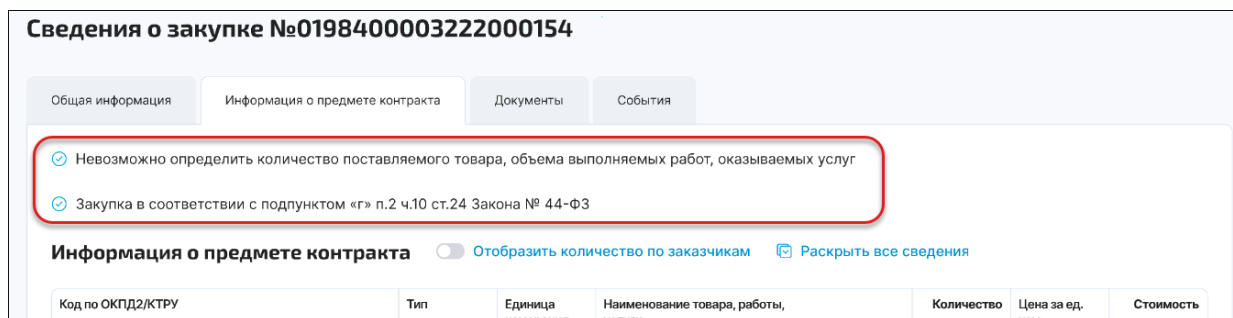 Сведения о закупке №0198400003222000154
Общая информация Информация о предмете контракта Документы События
Невозможно определить количество поставляемого товара, объема выполняемых работ, оказываемых услуг
Закупка в соответствии с подпунктом «г» п.2 ч.10 ст.24 Закона № 44-ФЗ
Информация о предмете контракта Отобразить количество по заказчикам Раскрыть все сведения
Код по ОКПД2/КТРУ Тип Единица Наименование товара, работы, Количество Цена за ед. Стоимость